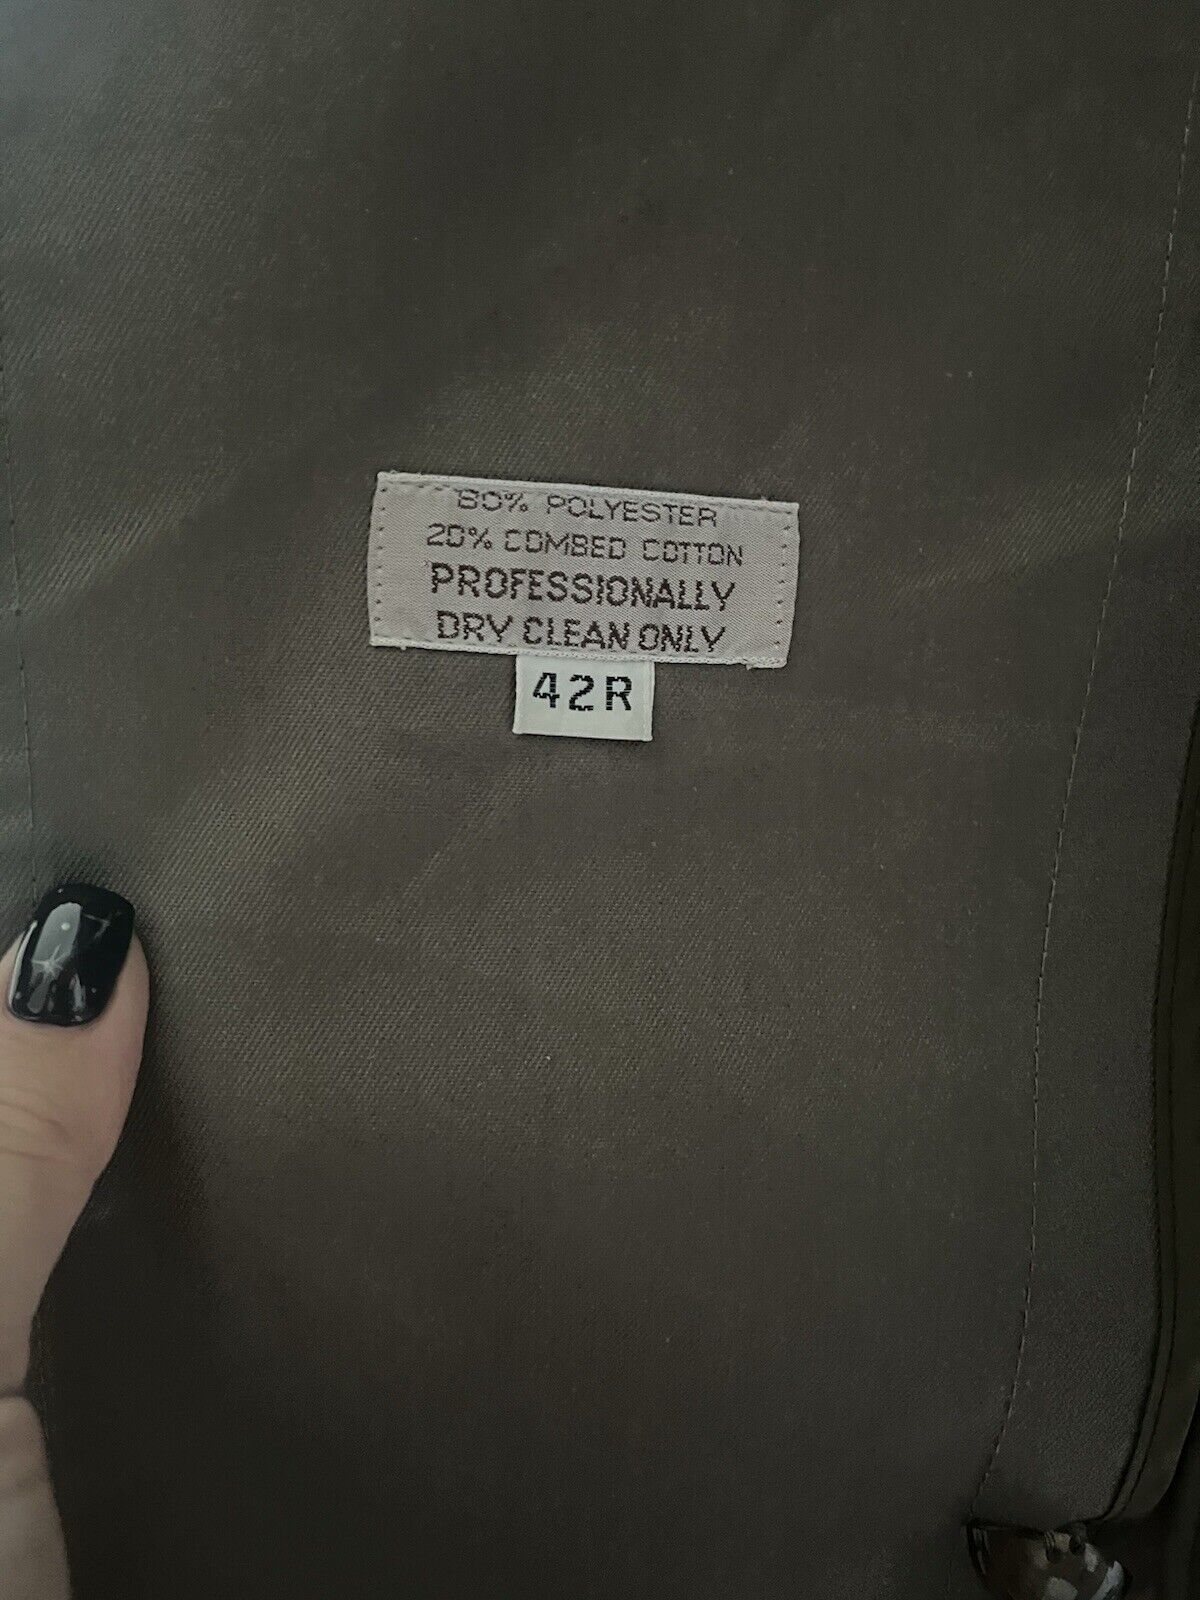 80% POLYESTER
20% COMBED COTTON
PROFESSIONALLY
DRY CLEAN ONLY
42R